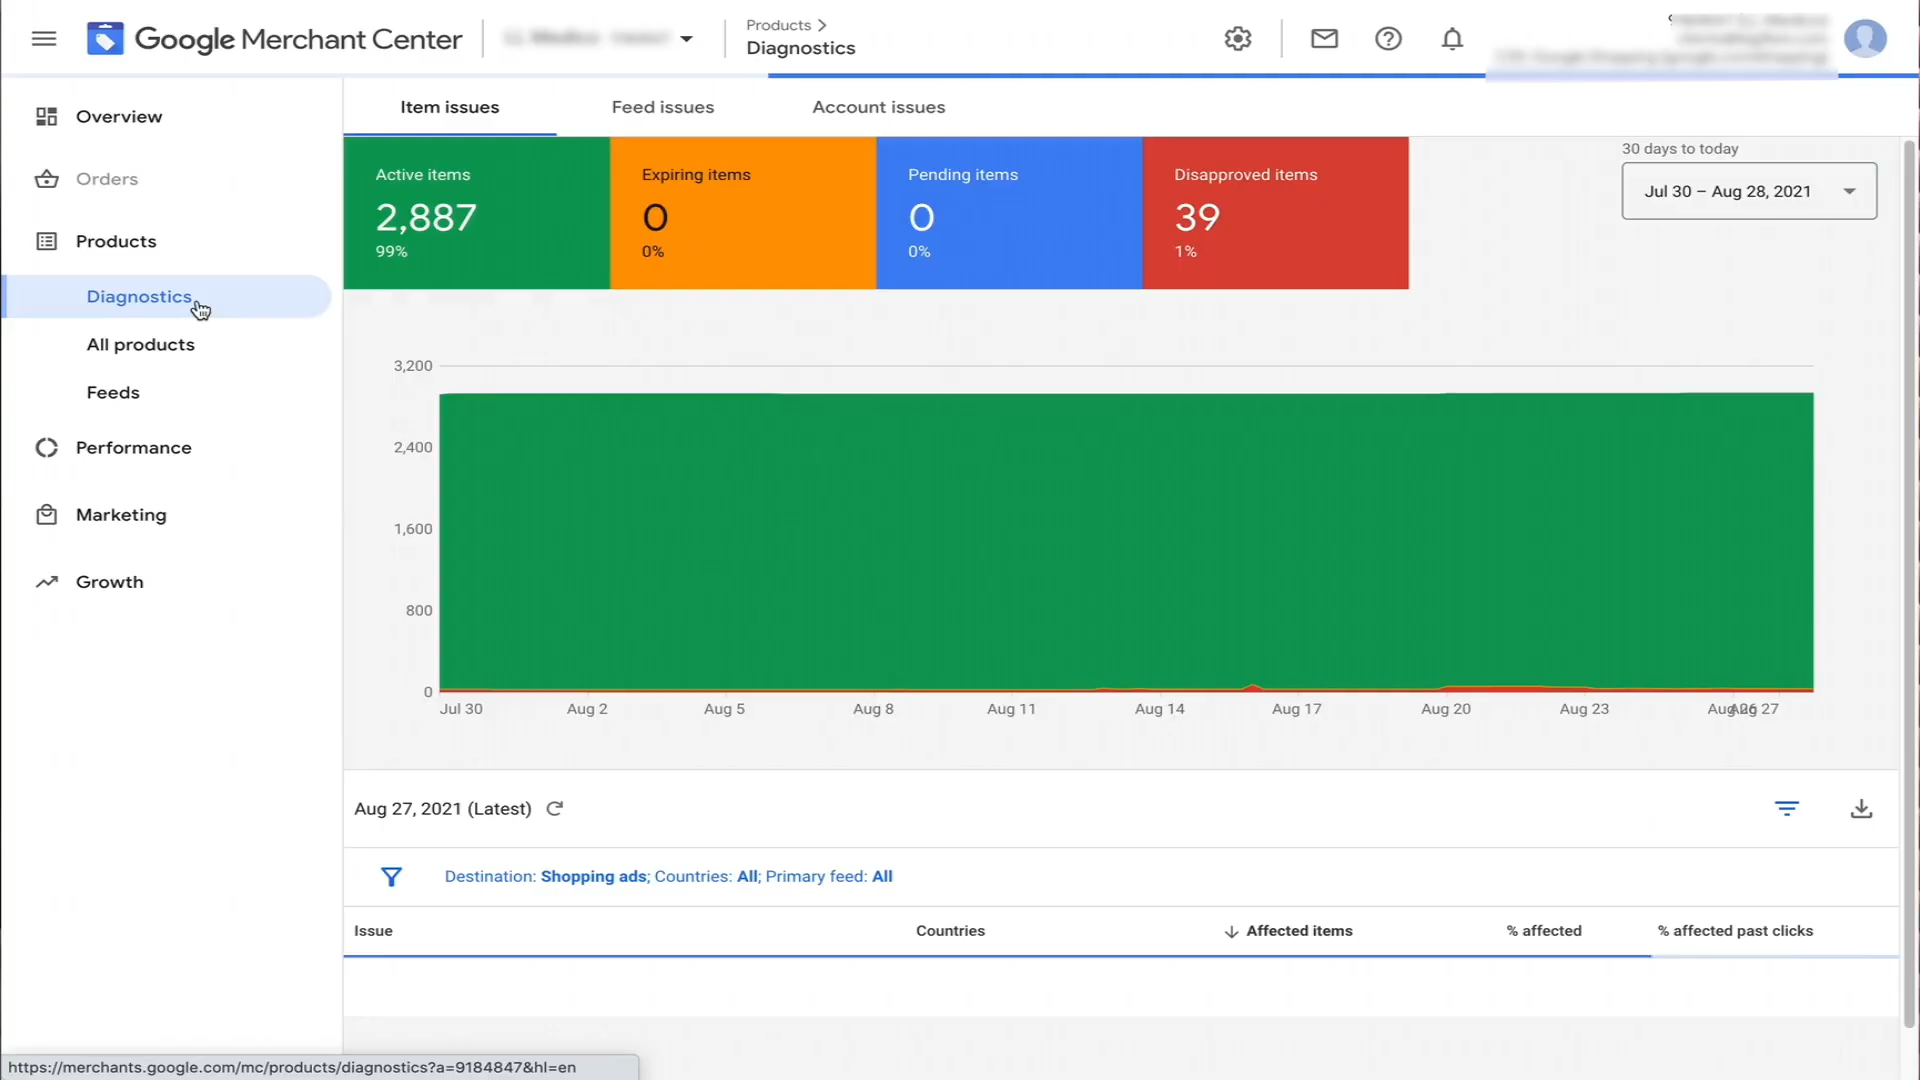 Google Merchant Center
Products
Diagnostics
Overview
Orders
Products
Diagnostics
All products
Feeds
Performance
Marketing
Growth
Item issues
Feed issues
Account issues
Active items
2,887
99%
Expiring items
0
0%
Pending items
0
0%
Disapproved items
39
1%
30 days to today
Jul 30 – Aug 28, 2021
3,200
2,400
1,600
800
0
Jul 30
Aug 2
Aug 5
Aug 8
Aug 11
Aug 14
Aug 17
Aug 20
Aug 23
Aug 26
Aug 27
Aug 27, 2021 (Latest)
Destination: Shopping ads; Countries: All; Primary feed: All
Issue Countries Affected items % affected % affected past clicks
https://merchants.google.com/mc/products/diagnostics?a=9184847&hl=en